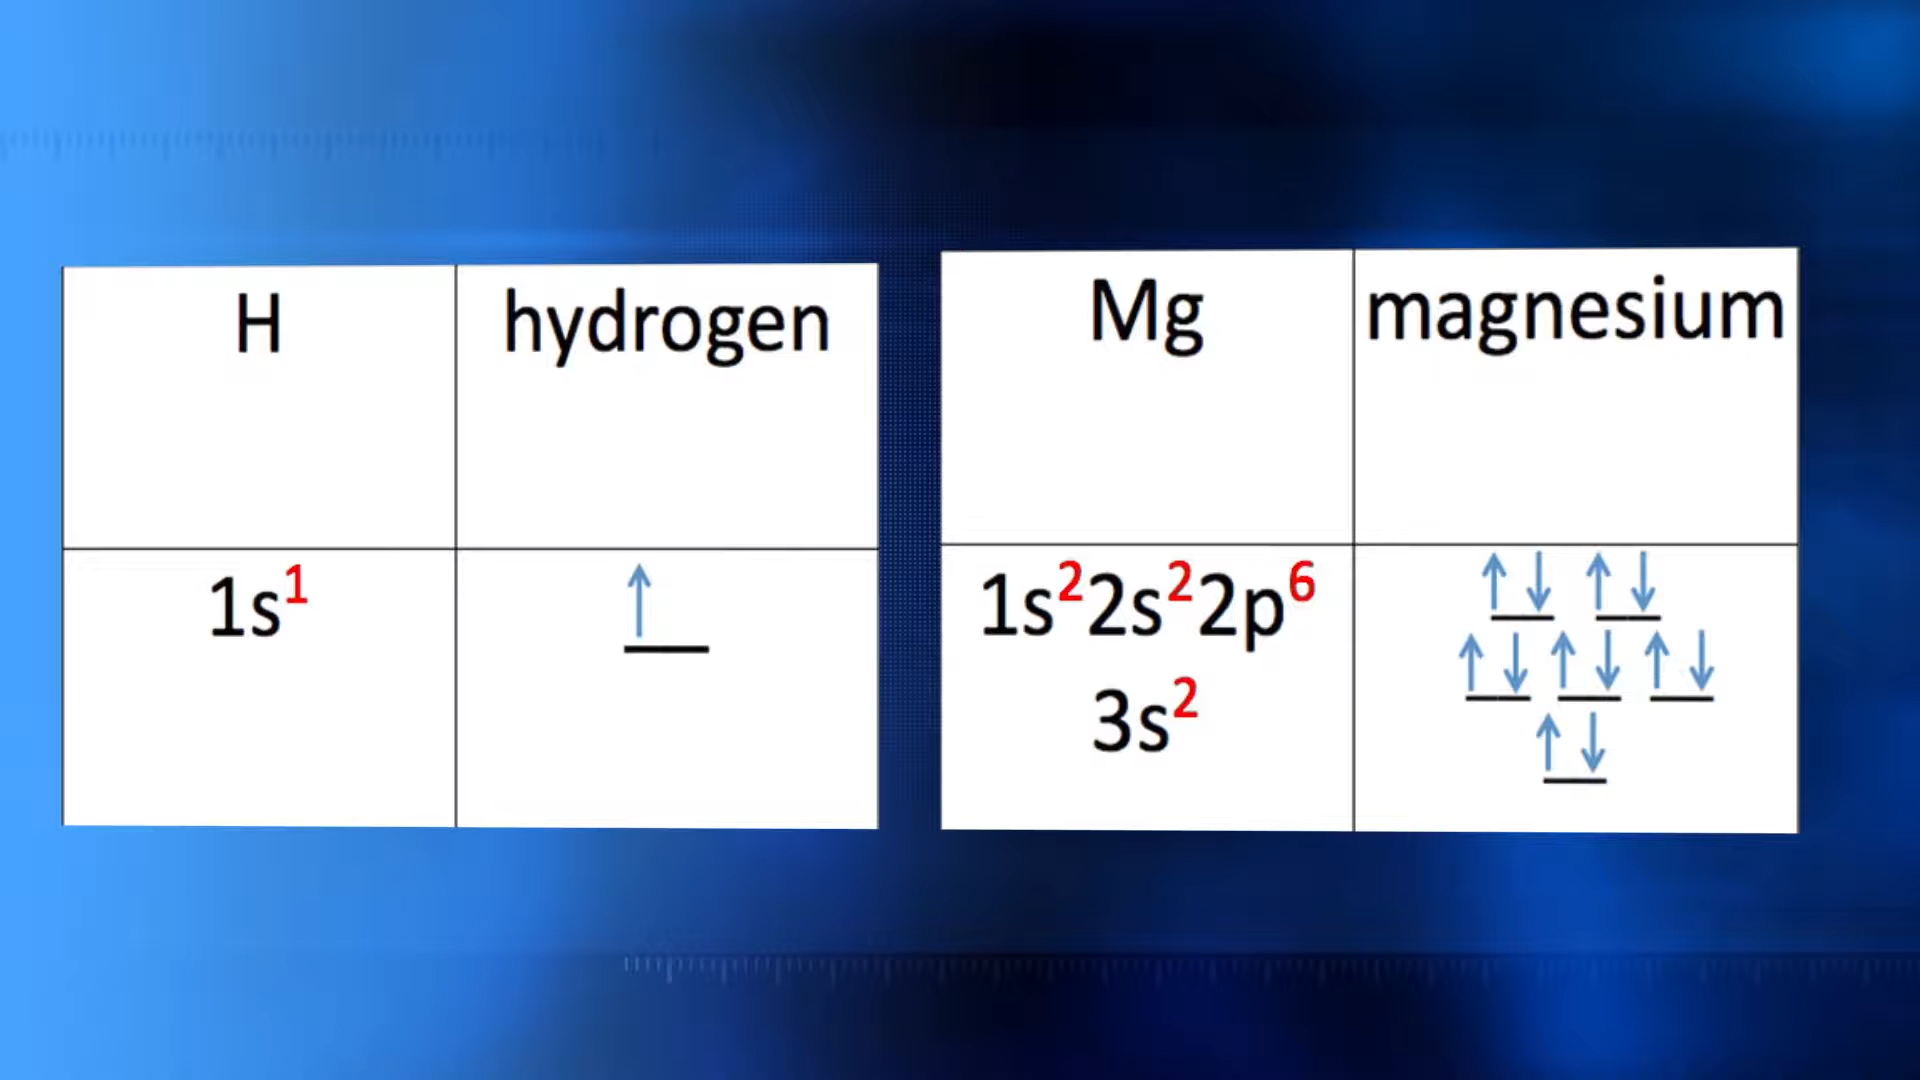 H
hydrogen
1s¹
Mg
magnesium
1s²2s²2p⁶
3s²